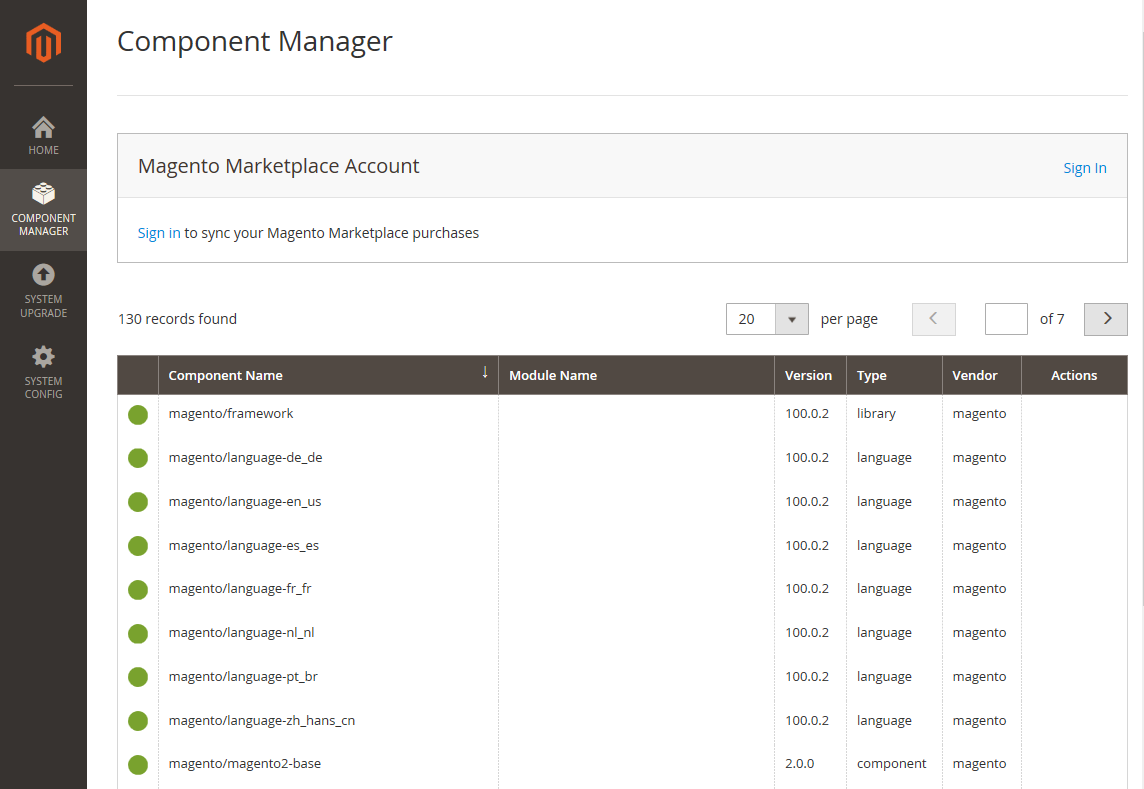 Component Manager
HOME
COMPONENT
MANAGER
SYSTEM
UPGRADE
SYSTEM
CONFIG
Magento Marketplace Account Sign In
Sign in to sync your Magento Marketplace purchases
130 records found 20 per page of 7
Component Name ↓ Module Name Version Type Vendor Actions
magento/framework 100.0.2 library magento
magento/language-de_de 100.0.2 language magento
magento/language-en_us 100.0.2 language magento
magento/language-es_es 100.0.2 language magento
magento/language-fr_fr 100.0.2 language magento
magento/language-nl_nl 100.0.2 language magento
magento/language-pt_br 100.0.2 language magento
magento/language-zh_hans_cn 100.0.2 language magento
magento/magento2-base 2.0.0 component magento